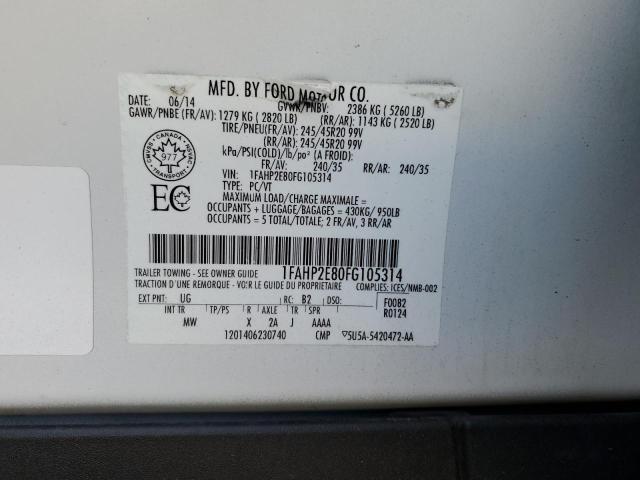 MFD. BY FORD MOTOR CO.
DATE: 06/14 GVWR/PNBV: 2386 KG (5260 LB)
GAWR/PNBE (FR/AV): 1279 KG (2820 LB) (RR/AR): 1143 KG (2520 LB)
TIRE/PNEU(FR/AV): 245/45R20 99V
(RR/AR): 245/45R20 99V
kPa/PSI(COLD)/lb/po² (A FROID):
FR/AV: 240/35 RR/AR: 240/35
VIN: 1FAHP2E80FG105314
TYPE: PC/VT
MAXIMUM LOAD/CHARGE MAXIMALE =
OCCUPANTS + LUGGAGE/BAGAGES = 430KG/ 950LB
OCCUPANTS = 5 TOTAL/TOTALE; 2 FR/AV, 3 RR/AR
CANADA
CMVSS NSVAC
977
TRANSPORT
EC
1FAHP2E80FG105314
TRAILER TOWING - SEE OWNER GUIDE
TRACTION D'UNE REMORQUE - VOIR LE GUIDE DU PROPRIETAIRE COMPLIES: ICES/NMB-002
EXT PNT: UG RC: B2 DSO: F0082
INT TR TP/PS R AXLE TR SPR R0124
MW X 2A J AAAA
1201406230740 CMP ▽5U5A-5420472-AA